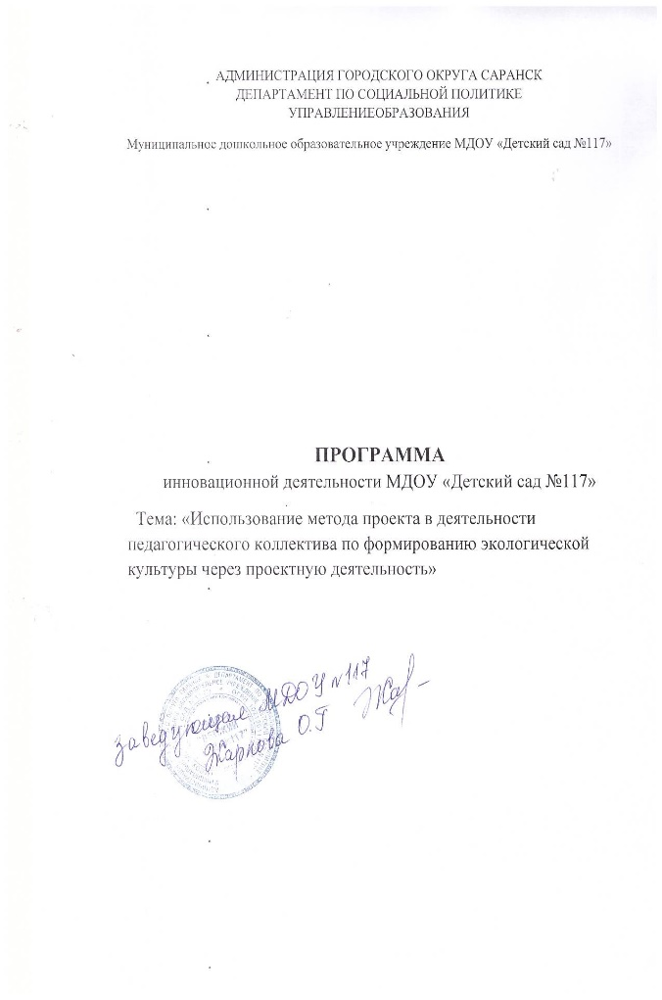 АДМИНИСТРАЦИЯ ГОРОДСКОГО ОКРУГА САРАНСК
ДЕПАРТАМЕНТ ПО СОЦИАЛЬНОЙ ПОЛИТИКЕ
УПРАВЛЕНИЕОБРАЗОВАНИЯ
Муниципальное дошкольное образовательное учреждение МДОУ «Детский сад №117»
ПРОГРАММА
инновационной деятельности МДОУ «Детский сад №117»
Тема: «Использование метода проекта в деятельности
педагогического коллектива по формированию экологической
культуры через проектную деятельность»
заведующая МДОУ №117
Жаркова О.Г